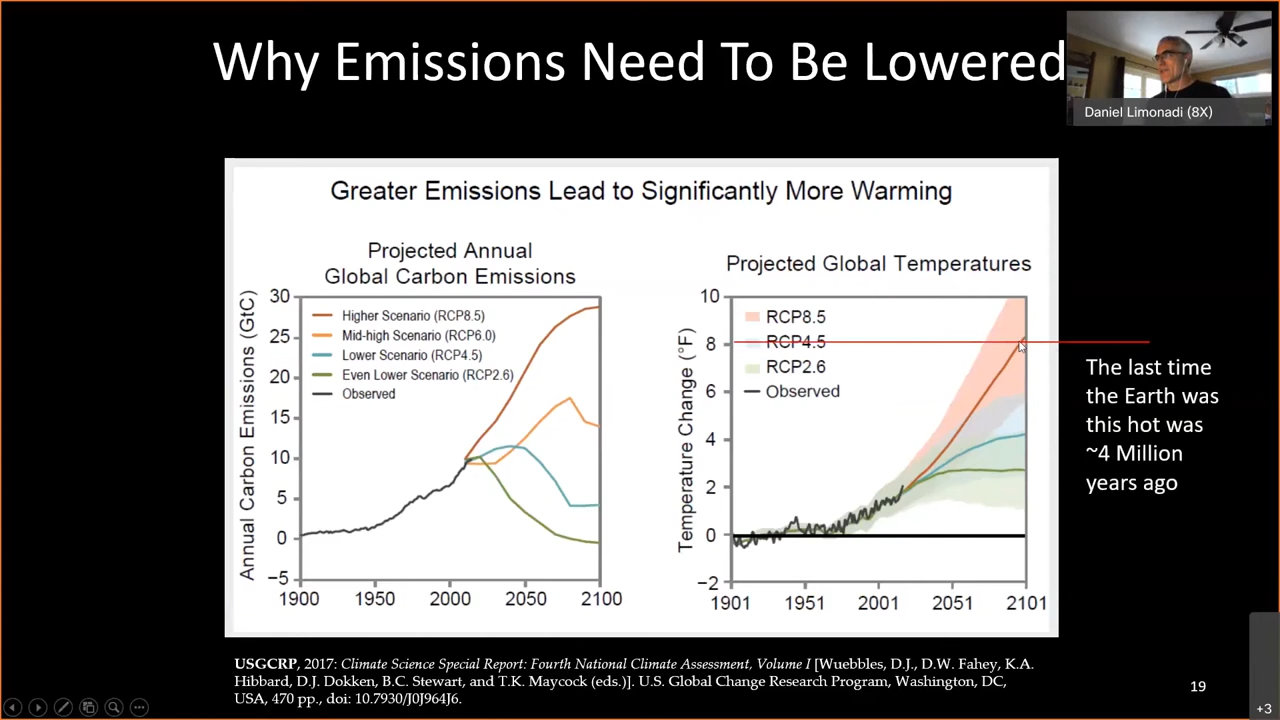 Why Emissions Need To Be Lowered
Daniel Limonadi (8X)
Greater Emissions Lead to Significantly More Warming
Projected Annual
Global Carbon Emissions
Annual Carbon Emissions (GtC)
30
25
20
15
10
5
0
−5
Higher Scenario (RCP8.5)
Mid-high Scenario (RCP6.0)
Lower Scenario (RCP4.5)
Even Lower Scenario (RCP2.6)
Observed
1900
1950
2000
2050
2100
Projected Global Temperatures
Temperature Change (°F)
10
8
6
4
2
0
−2
RCP8.5
RCP4.5
RCP2.6
Observed
1901
1951
2001
2051
2101
The last time
the Earth was
this hot was
~4 Million
years ago
USGCRP, 2017: Climate Science Special Report: Fourth National Climate Assessment, Volume I [Wuebbles, D.J., D.W. Fahey, K.A.
Hibbard, D.J. Dokken, B.C. Stewart, and T.K. Maycock (eds.)]. U.S. Global Change Research Program, Washington, DC,
USA, 470 pp., doi: 10.7930/J0J964J6.
19
+3